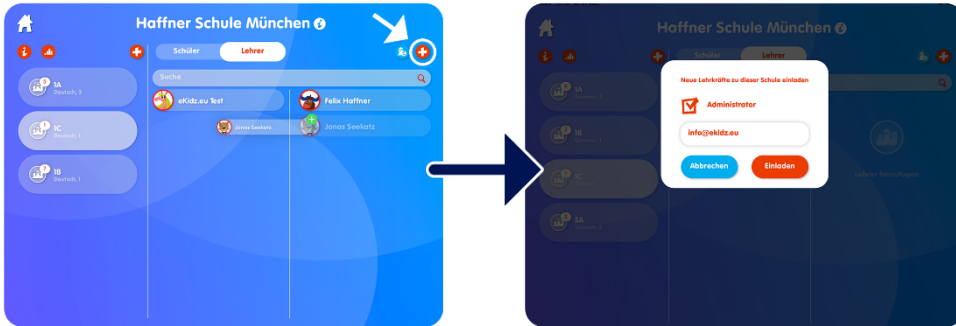 Haffner Schule München
Schüler
Lehrer
Suche
1A
Deutsch, 3
1C
Deutsch, 1
1B
Deutsch, 1
eKidz.eu Test
Felix Haffner
Jonas Seekatz
Jonas Seekatz
Haffner Schule München
Schüler
Lehrer
1A
1B
1C
3A
Neue Lehrkräfte zu dieser Schule einladen
Administrator
info@ekidz.eu
Abbrechen
Einladen
Lehrer hinzufügen